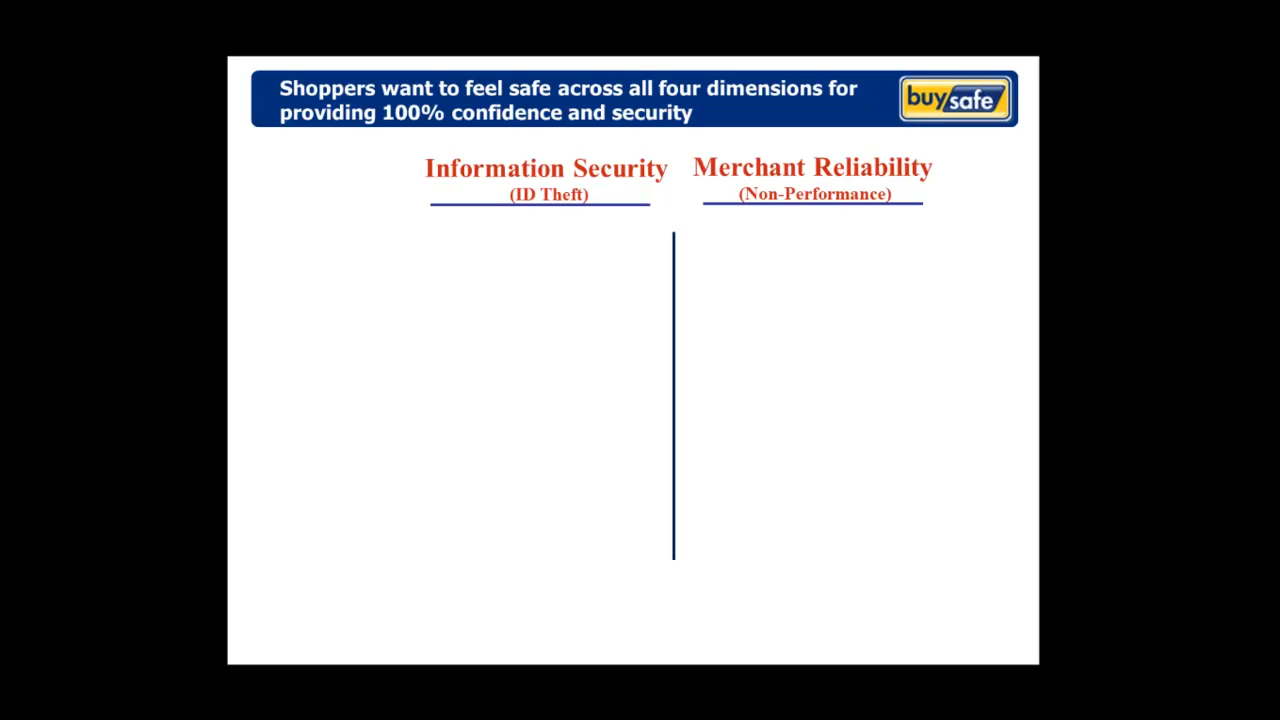 Shoppers want to feel safe across all four dimensions for
providing 100% confidence and security
buySafe
Information Security
(ID Theft)
Merchant Reliability
(Non-Performance)